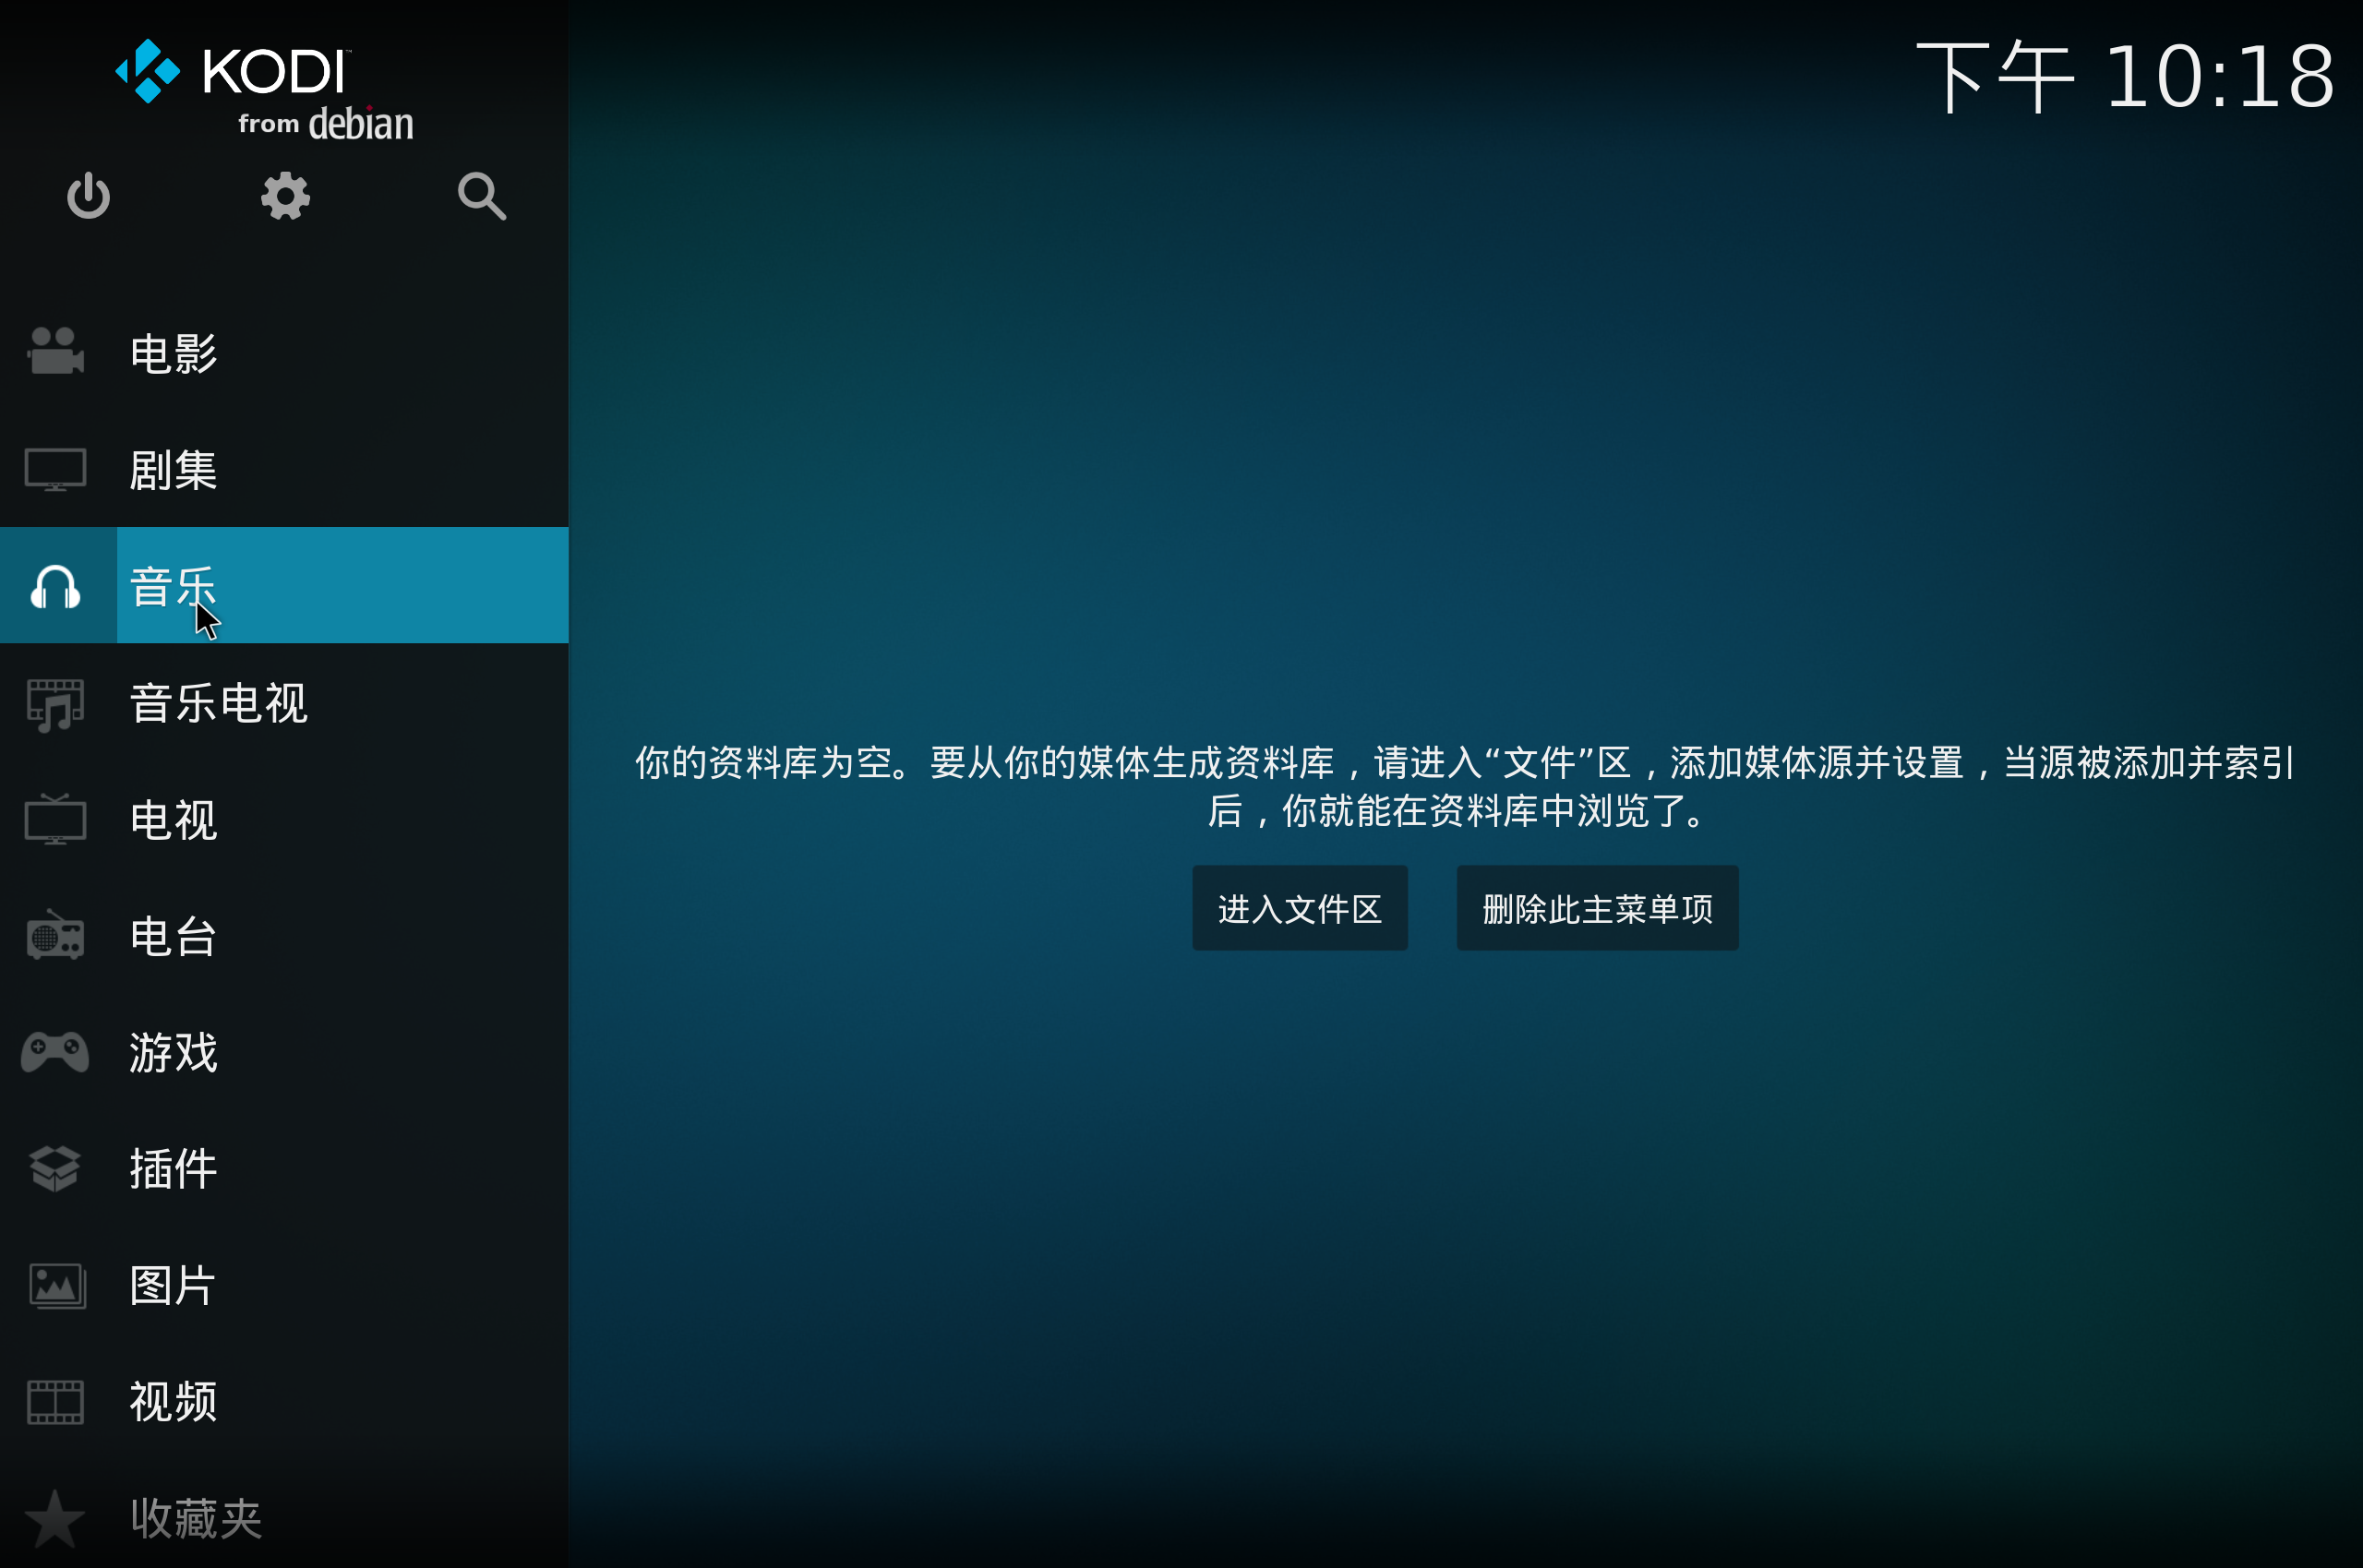 KODI
from debian
下午 10:18
电影
剧集
音乐
音乐电视
电视
电台
游戏
插件
图片
视频
收藏夹
你的资料库为空。要从你的媒体生成资料库，请进入“文件”区，添加媒体源并设置，当源被添加并索引
后，你就能在资料库中浏览了。
进入文件区
删除此主菜单项